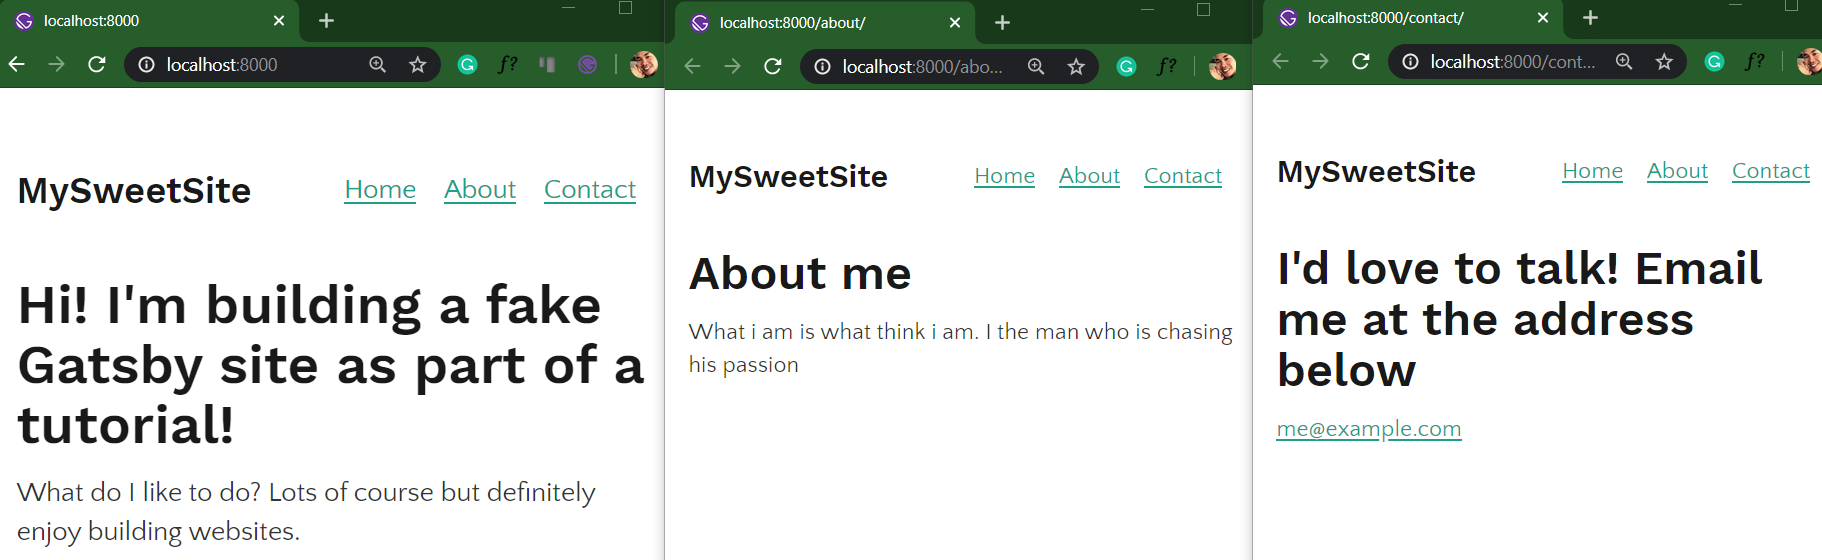 localhost:8000
localhost:8000
MySweetSite Home About Contact
Hi! I'm building a fake
Gatsby site as part of a
tutorial!
What do I like to do? Lots of course but definitely
enjoy building websites.
localhost:8000/about/
localhost:8000/abo...
MySweetSite Home About Contact
About me
What i am is what think i am. I the man who is chasing
his passion
localhost:8000/contact/
localhost:8000/cont...
MySweetSite Home About Contact
I'd love to talk! Email
me at the address
below
me@example.com